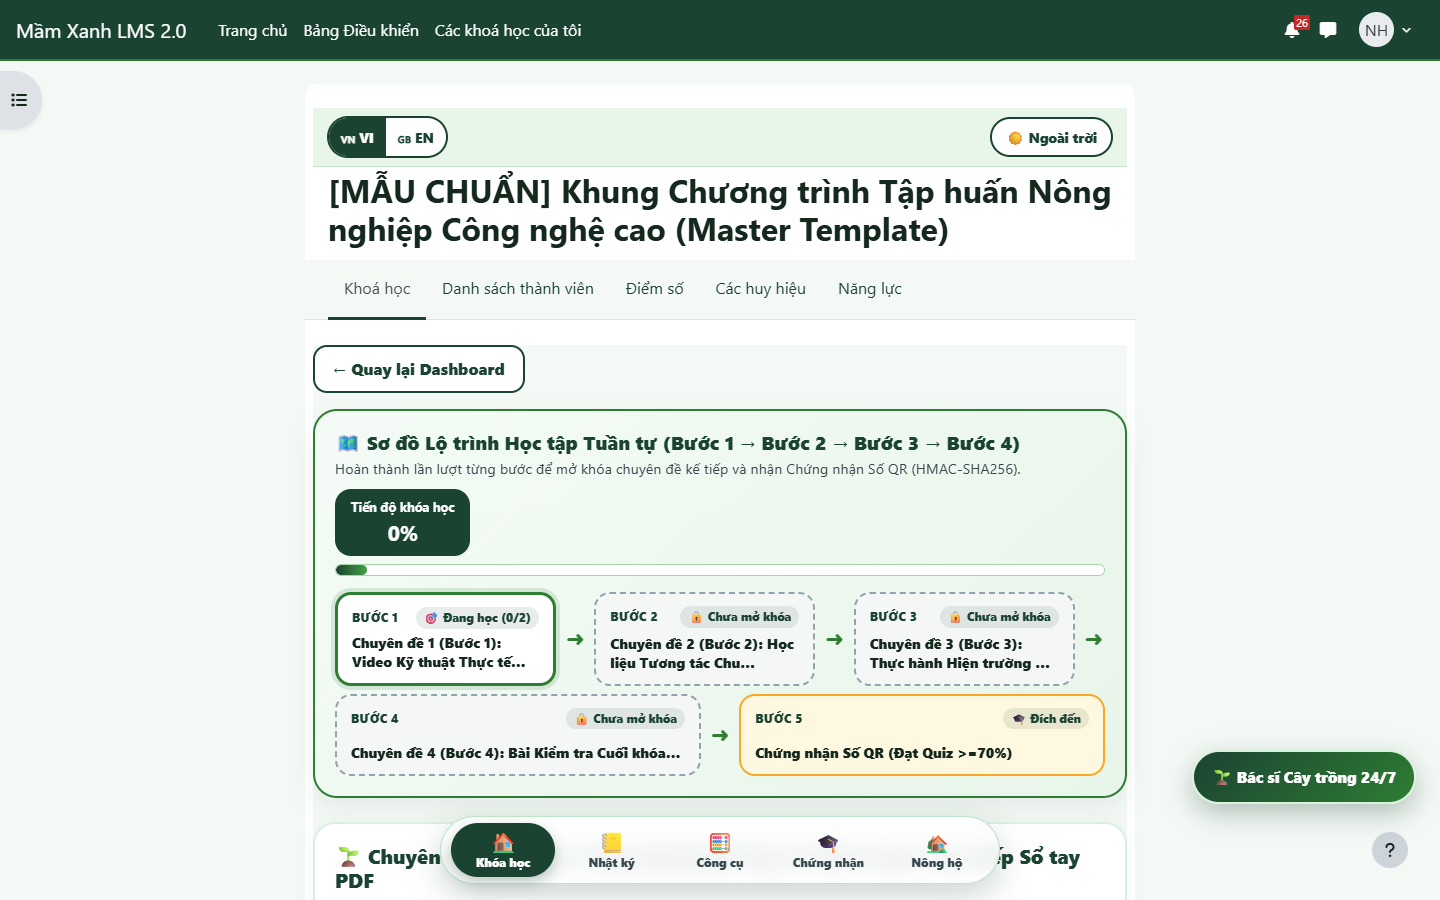 Mầm Xanh LMS 2.0 Trang chủ Bảng Điều khiển Các khoá học của tôi 26 NH
VN VI GB EN Ngoài trời
[MẪU CHUẨN] Khung Chương trình Tập huấn Nông
nghiệp Công nghệ cao (Master Template)
Khoá học Danh sách thành viên Điểm số Các huy hiệu Năng lực
← Quay lại Dashboard
Sơ đồ Lộ trình Học tập Tuần tự (Bước 1 → Bước 2 → Bước 3 → Bước 4)
Hoàn thành lần lượt từng bước để mở khóa chuyên đề kế tiếp và nhận Chứng nhận Số QR (HMAC-SHA256).
Tiến độ khóa học
0%
BƯỚC 1 Đang học (0/2)
Chuyên đề 1 (Bước 1):
Video Kỹ thuật Thực tế...
➜
BƯỚC 2 Chưa mở khóa
Chuyên đề 2 (Bước 2): Học
liệu Tương tác Chu...
➜
BƯỚC 3 Chưa mở khóa
Chuyên đề 3 (Bước 3):
Thực hành Hiện trường ...
➜
BƯỚC 4 Chưa mở khóa
Chuyên đề 4 (Bước 4): Bài Kiểm tra Cuối khóa...
➜
BƯỚC 5 Đích đến
Chứng nhận Số QR (Đạt Quiz >=70%)
Bác sĩ Cây trồng 24/7
Chuyên Sổ tay
PDF
Khóa học Nhật ký Công cụ Chứng nhận Nông hộ
?